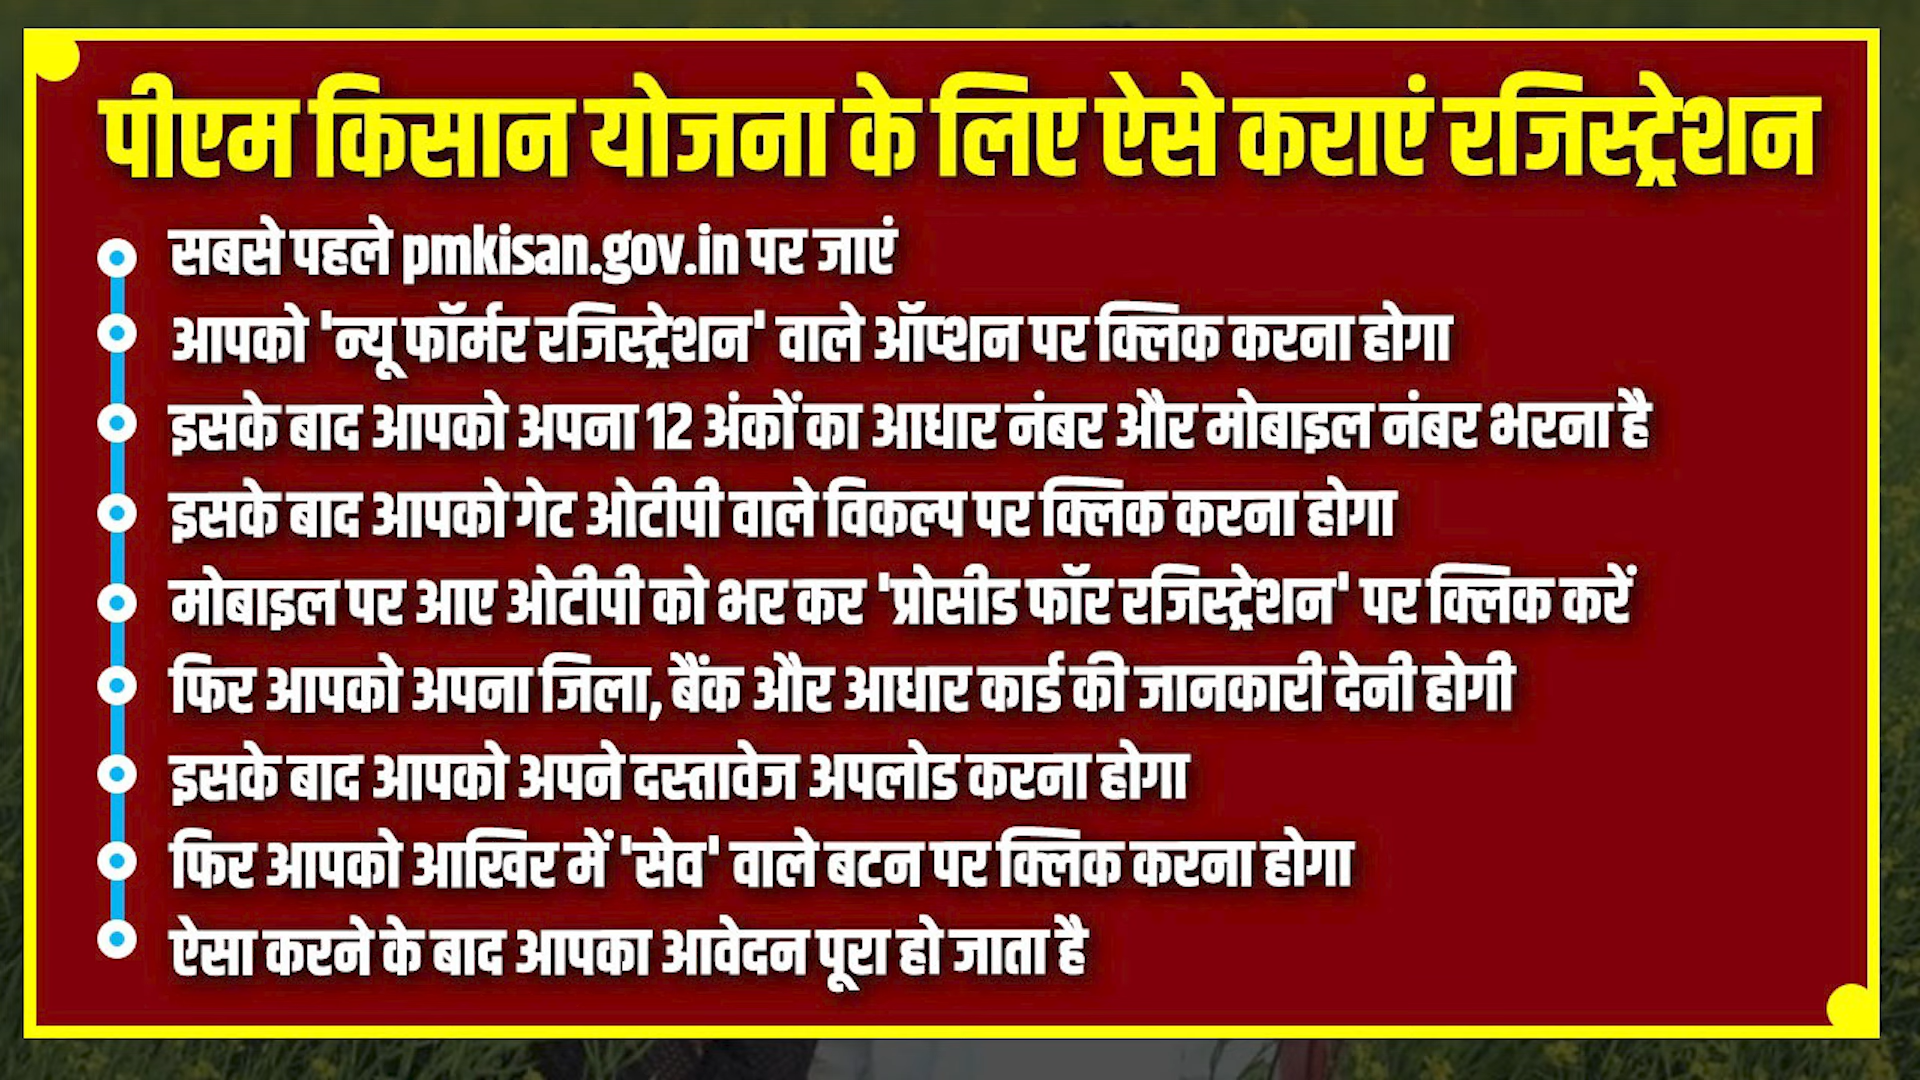 पीएम किसान योजना के लिए ऐसे कराएं रजिस्ट्रेशन
सबसे पहले pmkisan.gov.in पर जाएं
आपको 'न्यू फॉर्मर रजिस्ट्रेशन' वाले ऑप्शन पर क्लिक करना होगा
इसके बाद आपको अपना 12 अंकों का आधार नंबर और मोबाइल नंबर भरना है
इसके बाद आपको गेट ओटीपी वाले विकल्प पर क्लिक करना होगा
मोबाइल पर आए ओटीपी को भर कर 'प्रोसीड फॉर रजिस्ट्रेशन' पर क्लिक करें
फिर आपको अपना जिला, बैंक और आधार कार्ड की जानकारी देनी होगी
इसके बाद आपको अपने दस्तावेज अपलोड करना होगा
फिर आपको आखिर में 'सेव' वाले बटन पर क्लिक करना होगा
ऐसा करने के बाद आपका आवेदन पूरा हो जाता है